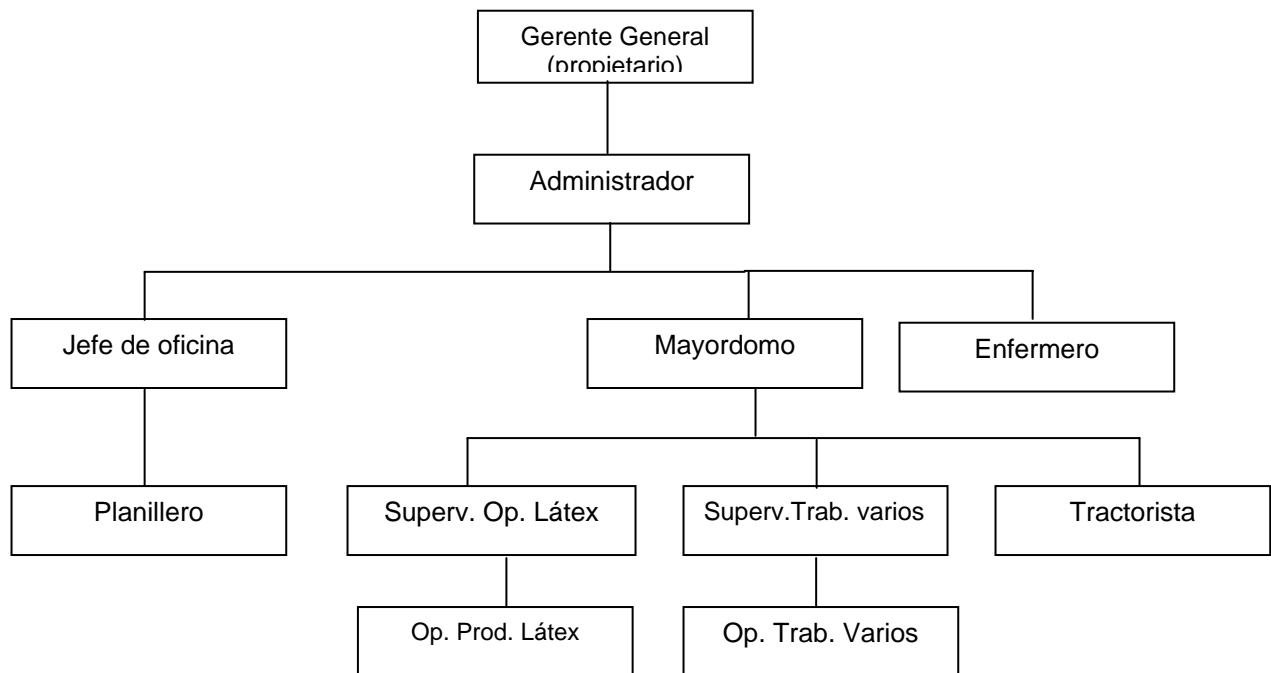 Gerente General
(propietario)
Administrador
Jefe de oficina
Mayordomo
Enfermero
Planillero
Superv. Op. Látex
Superv.Trab. varios
Tractorista
Op. Prod. Látex
Op. Trab. Varios